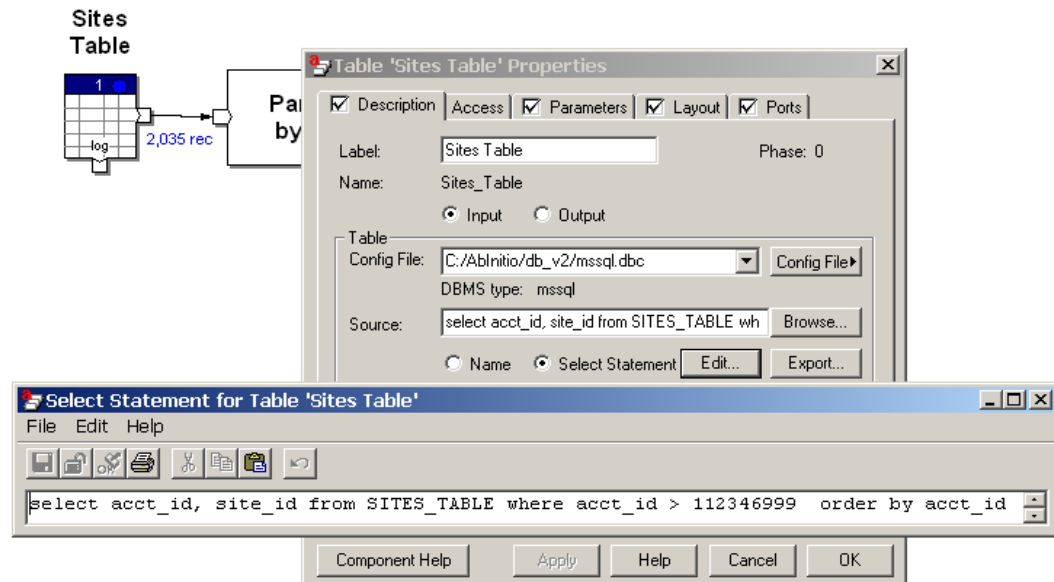 Sites
Table
1
log
2,035 rec
Par
by
Table 'Sites Table' Properties
Description Access Parameters Layout Ports
Label: Sites Table Phase: 0
Name: Sites_Table
Input Output
Table
Config File: C:/AbInitio/db_v2/mssql.dbc Config File
DBMS type: mssql
Source: select acct_id, site_id from SITES_TABLE wh Browse...
Name Select Statement Edit... Export...
Select Statement for Table 'Sites Table'
File Edit Help
select acct_id, site_id from SITES_TABLE where acct_id > 112346999 order by acct_id
Component Help Apply Help Cancel OK